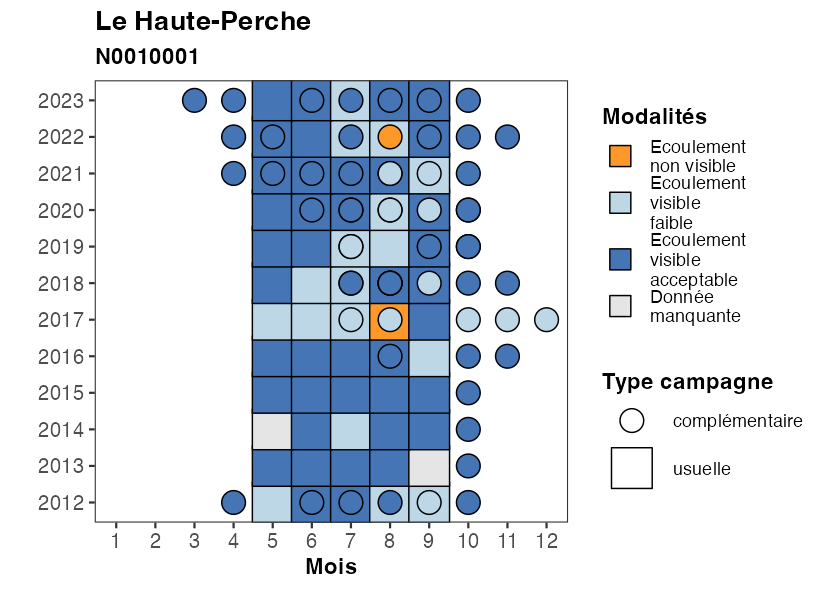 Le Haute-Perche
N0010001
2023
2022
2021
2020
2019
2018
2017
2016
2015
2014
2013
2012
1 2 3 4 5 6 7 8 9 10 11 12
Mois
Modalités
Ecoulement
non visible
Ecoulement
visible
faible
Ecoulement
visible
acceptable
Donnée
manquante
Type campagne
complémentaire
usuelle